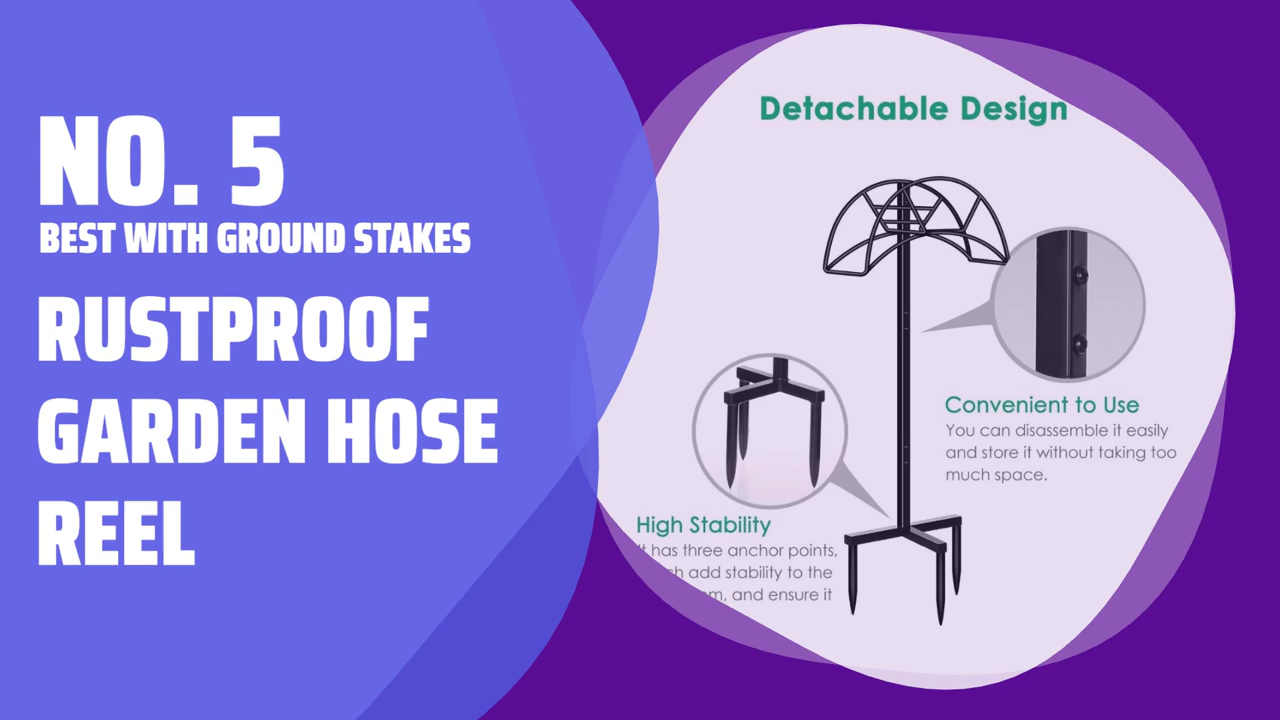 NO. 5
BEST WITH GROUND STAKES
RUSTPROOF
GARDEN HOSE
REEL
Detachable Design
Convenient to Use
You can disassemble it easily
and store it without taking too
much space.
High Stability
has three anchor points,
add stability to the
and ensure it